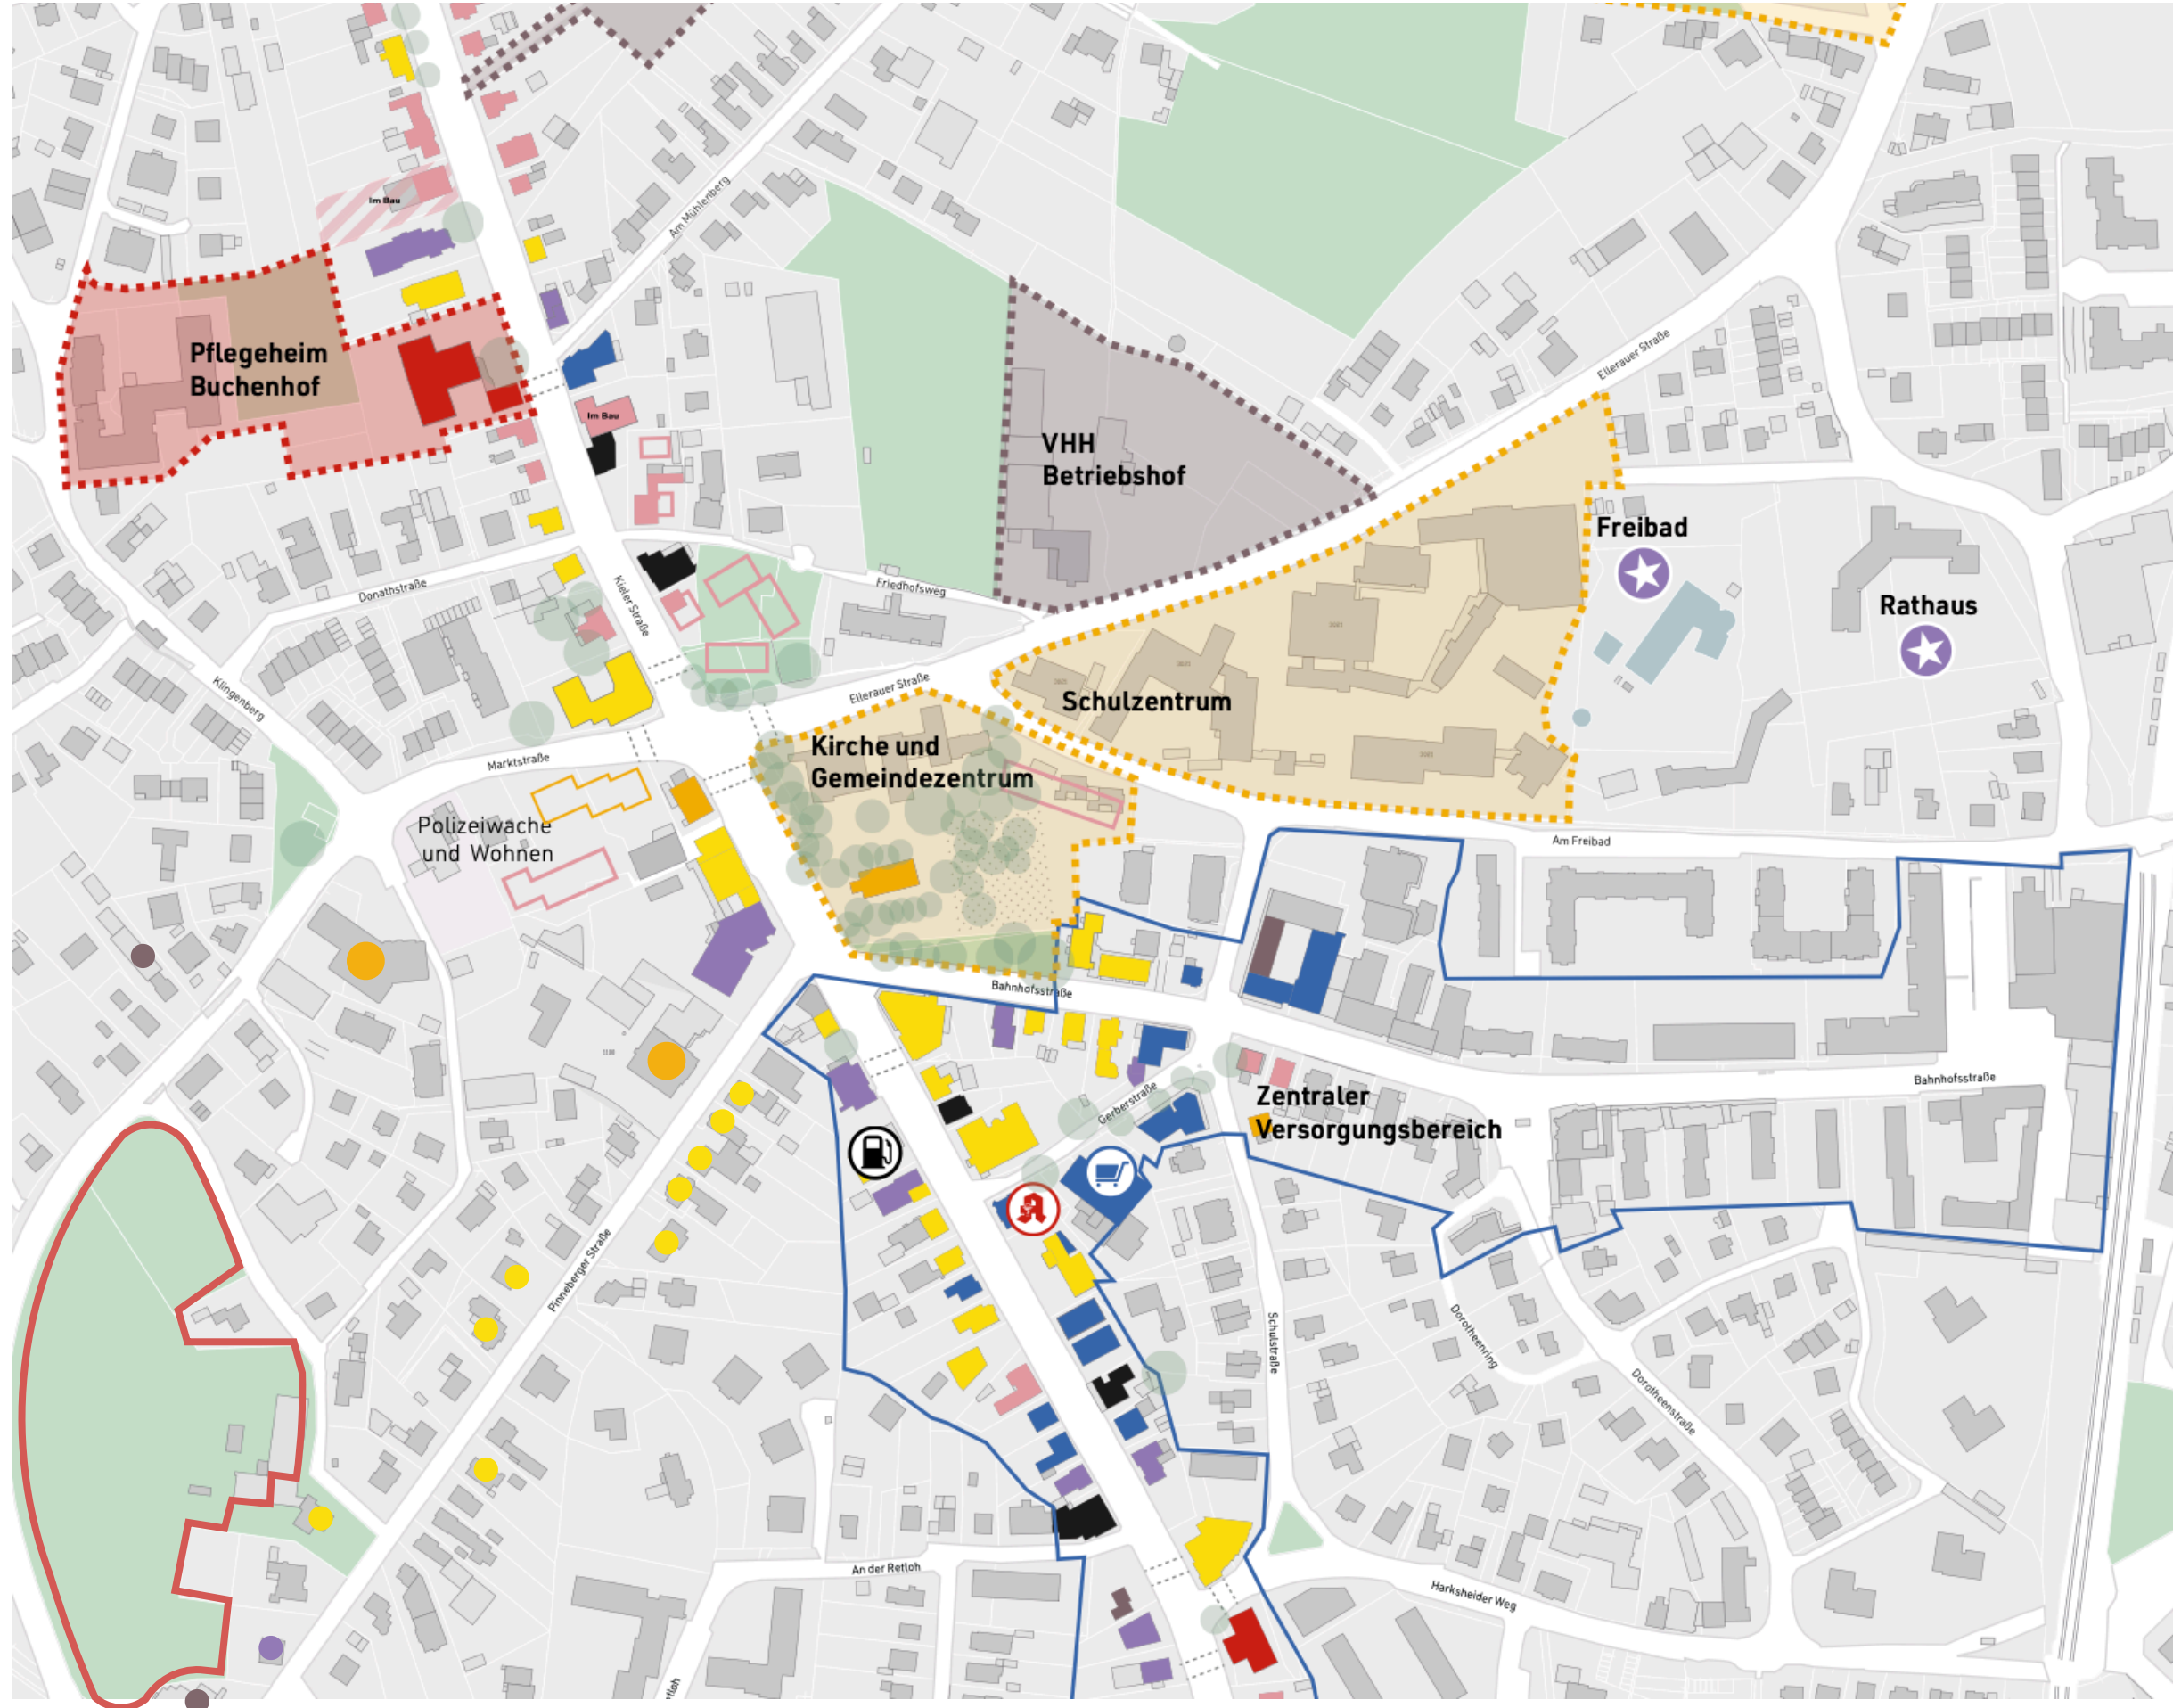 Im Bau
Am Mühlenberg
Pflegeheim
Buchenhof
Im Bau
Ellerauer Straße
VHH
Betriebshof
Freibad
Donathstraße
Kieler Straße
Friedhofsweg
Rathaus
Klingenberg
Ellerauer Straße
Schulzentrum
Marktstraße
Kirche und
Gemeindezentrum
Polizeiwache
und Wohnen
Am Freibad
Bahnhofsstraße
Bahnhofsstraße
Gerberstraße
Zentraler
Versorgungsbereich
Pinneberger Straße
Schulstraße
Dorotheenring
Dorotheenstraße
An der Retloh
Harksheider Weg